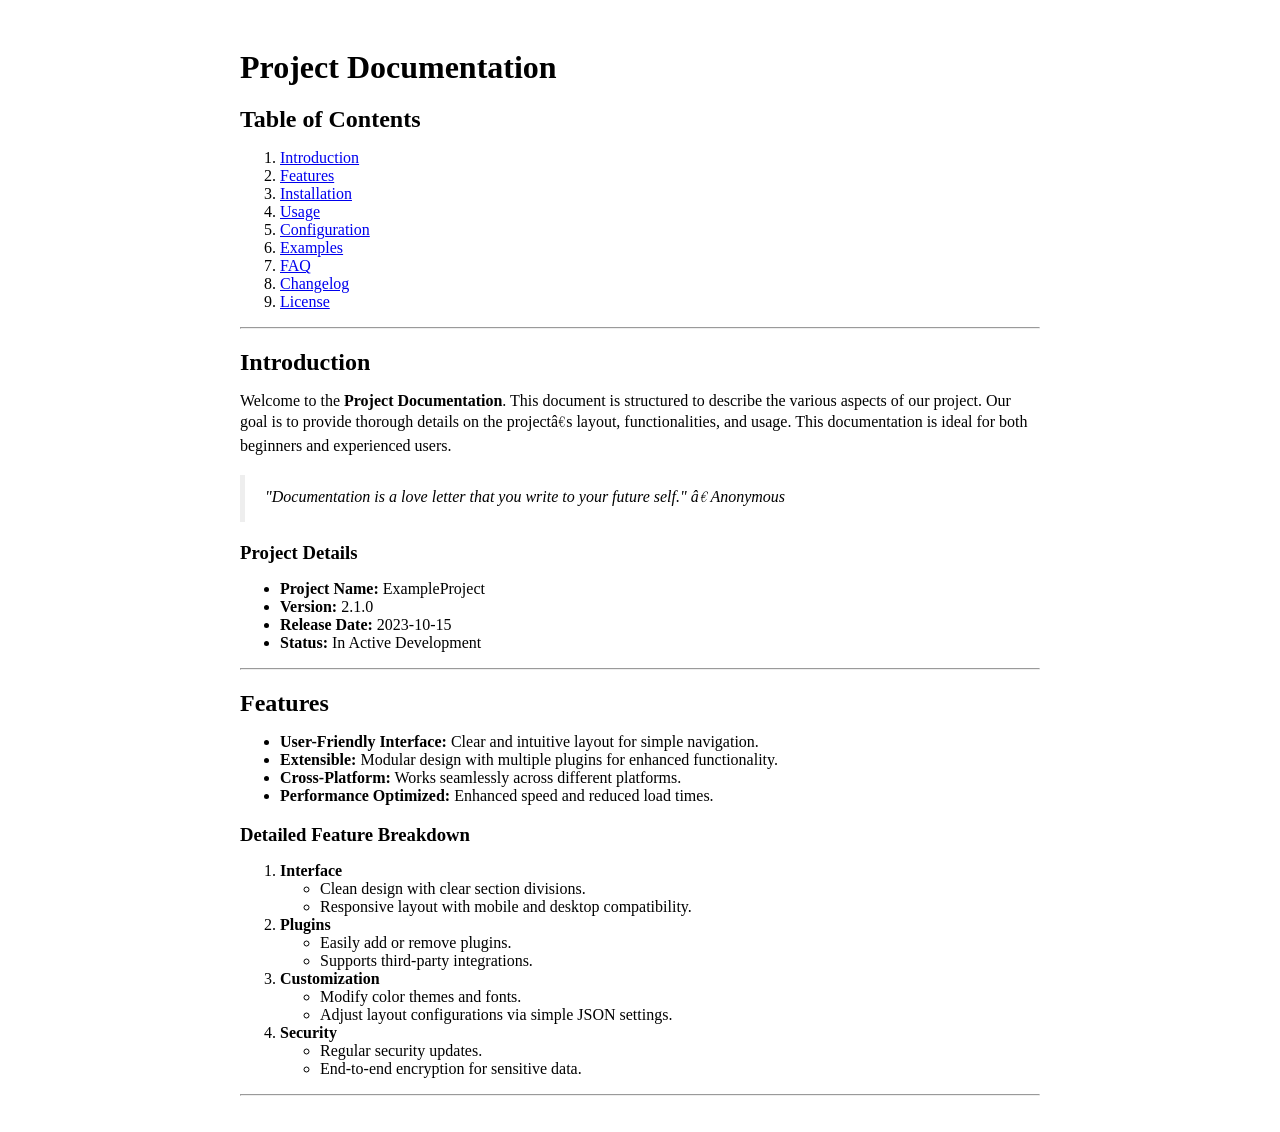 Project Documentation
Table of Contents
1. Introduction
2. Features
3. Installation
4. Usage
5. Configuration
6. Examples
7. FAQ
8. Changelog
9. License
Introduction
Welcome to the Project Documentation. This document is structured to describe the various aspects of our project. Our
goal is to provide thorough details on the projectâ€s layout, functionalities, and usage. This documentation is ideal for both
beginners and experienced users.
"Documentation is a love letter that you write to your future self." â€ Anonymous
Project Details
• Project Name: ExampleProject
• Version: 2.1.0
• Release Date: 2023-10-15
• Status: In Active Development
Features
• User-Friendly Interface: Clear and intuitive layout for simple navigation.
• Extensible: Modular design with multiple plugins for enhanced functionality.
• Cross-Platform: Works seamlessly across different platforms.
• Performance Optimized: Enhanced speed and reduced load times.
Detailed Feature Breakdown
1. Interface
◦ Clean design with clear section divisions.
◦ Responsive layout with mobile and desktop compatibility.
2. Plugins
◦ Easily add or remove plugins.
◦ Supports third-party integrations.
3. Customization
◦ Modify color themes and fonts.
◦ Adjust layout configurations via simple JSON settings.
4. Security
◦ Regular security updates.
◦ End-to-end encryption for sensitive data.